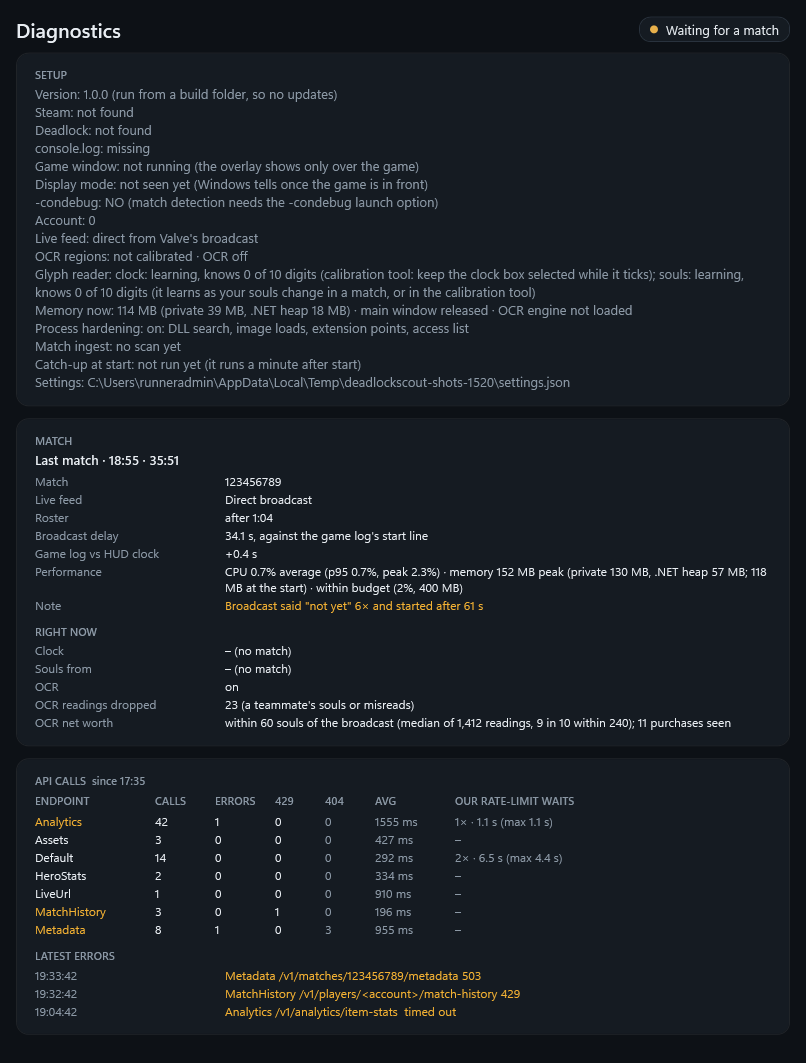 Diagnostics
Waiting for a match
SETUP
Version: 1.0.0 (run from a build folder, so no updates)
Steam: not found
Deadlock: not found
console.log: missing
Game window: not running (the overlay shows only over the game)
Display mode: not seen yet (Windows tells once the game is in front)
-condebug: NO (match detection needs the -condebug launch option)
Account: 0
Live feed: direct from Valve's broadcast
OCR regions: not calibrated · OCR off
Glyph reader: clock: learning, knows 0 of 10 digits (calibration tool: keep the clock box selected while it ticks); souls: learning,
knows 0 of 10 digits (it learns as your souls change in a match, or in the calibration tool)
Memory now: 114 MB (private 39 MB, .NET heap 18 MB) · main window released · OCR engine not loaded
Process hardening: on: DLL search, image loads, extension points, access list
Match ingest: no scan yet
Catch-up at start: not run yet (it runs a minute after start)
Settings: C:\Users\runneradmin\AppData\Local\Temp\deadlockscout-shots-1520\settings.json
MATCH
Last match · 18:55 · 35:51
Match 123456789
Live feed Direct broadcast
Roster after 1:04
Broadcast delay 34.1 s, against the game log's start line
Game log vs HUD clock +0.4 s
Performance CPU 0.7% average (p95 0.7%, peak 2.3%) · memory 152 MB peak (private 130 MB, .NET heap 57 MB; 118
MB at the start) · within budget (2%, 400 MB)
Note Broadcast said "not yet" 6× and started after 61 s
RIGHT NOW
Clock – (no match)
Souls from – (no match)
OCR on
OCR readings dropped 23 (a teammate's souls or misreads)
OCR net worth within 60 souls of the broadcast (median of 1,412 readings, 9 in 10 within 240); 11 purchases seen
API CALLS since 17:35
ENDPOINT CALLS ERRORS 429 404 AVG OUR RATE-LIMIT WAITS
Analytics 42 1 0 0 1555 ms 1× · 1.1 s (max 1.1 s)
Assets 3 0 0 0 427 ms –
Default 14 0 0 0 292 ms 2× · 6.5 s (max 4.4 s)
HeroStats 2 0 0 0 334 ms –
LiveUrl 1 0 0 0 910 ms –
MatchHistory 3 0 1 0 196 ms –
Metadata 8 1 0 3 955 ms –
LATEST ERRORS
19:33:42 Metadata /v1/matches/123456789/metadata 503
19:32:42 MatchHistory /v1/players/<account>/match-history 429
19:04:42 Analytics /v1/analytics/item-stats timed out